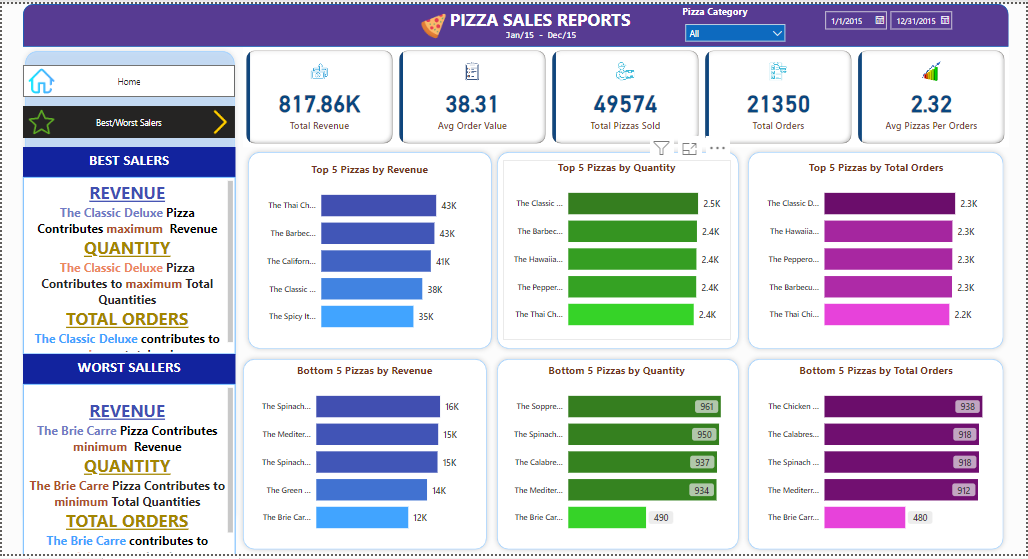 PIZZA SALES REPORTS
Jan/15 - Dec/15
Pizza Category
All
1/1/2015
12/31/2015
Home
Best/Worst Salers
817.86K
Total Revenue
38.31
Avg Order Value
49574
Total Pizzas Sold
21350
Total Orders
2.32
Avg Pizzas Per Orders
BEST SALERS
REVENUE
The Classic Deluxe Pizza
Contributes maximum Revenue
QUANTITY
The Classic Deluxe Pizza
Contributes to maximum Total
Quantities
TOTAL ORDERS
The Classic Deluxe contributes to
WORST SALLERS
REVENUE
The Brie Carre Pizza Contributes
minimum Revenue
QUANTITY
The Brie Carre Pizza Contributes to
minimum Total Quantities
TOTAL ORDERS
The Brie Carre contributes to
Top 5 Pizzas by Revenue
The Thai Ch... 43K
The Barbec... 43K
The Californ... 41K
The Classic ... 38K
The Spicy It... 35K
Top 5 Pizzas by Quantity
The Classic ... 2.5K
The Barbec... 2.4K
The Hawaiia... 2.4K
The Pepper... 2.4K
The Thai Ch... 2.4K
Top 5 Pizzas by Total Orders
The Classic D... 2.3K
The Hawaiia... 2.3K
The Peppero... 2.3K
The Barbecu... 2.3K
The Thai Chi... 2.2K
Bottom 5 Pizzas by Revenue
The Spinach... 16K
The Mediter... 15K
The Spinach... 15K
The Green ... 14K
The Brie Car... 12K
Bottom 5 Pizzas by Quantity
The Soppre... 961
The Spinach... 950
The Calabre... 937
The Mediter... 934
The Brie Car... 490
Bottom 5 Pizzas by Total Orders
The Chicken ... 938
The Calabres... 918
The Spinach ... 918
The Mediterr... 912
The Brie Carr... 480